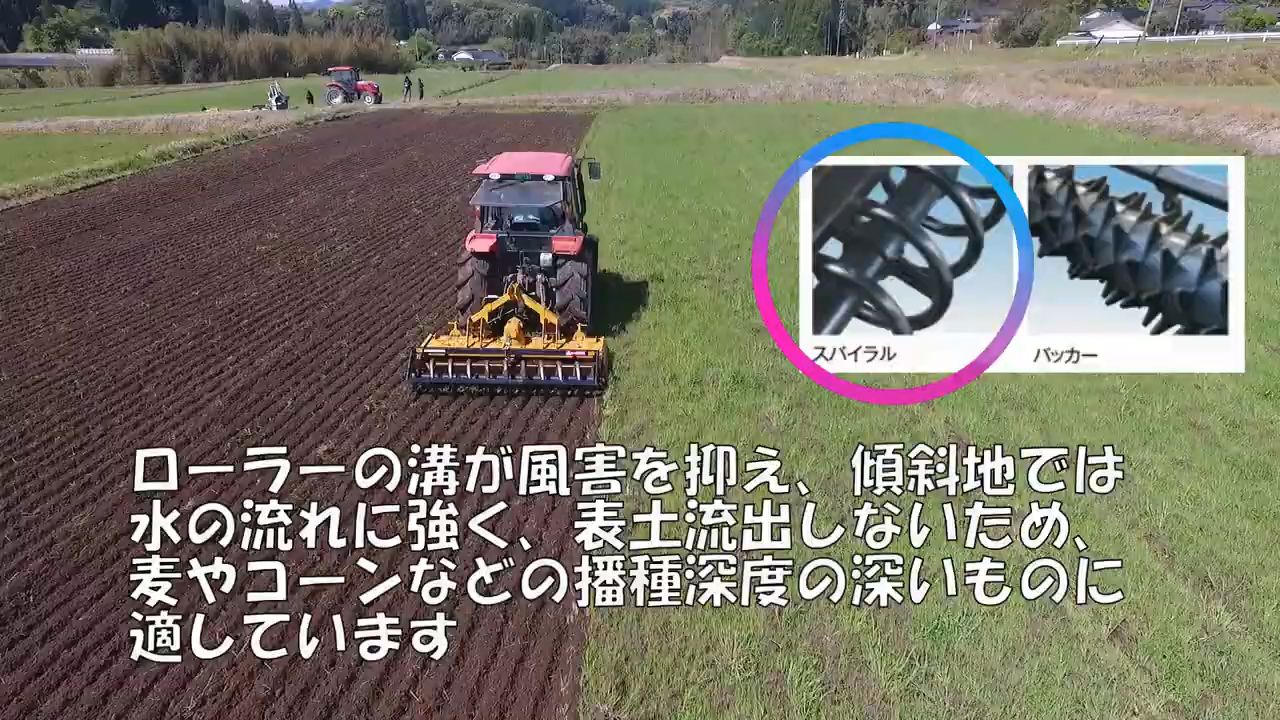 スパイラル
パッカー
ローラーの溝が風害を抑え、傾斜地では
水の流れに強く、表土流出しないため、
麦やコーンなどの播種深度の深いものに
適しています